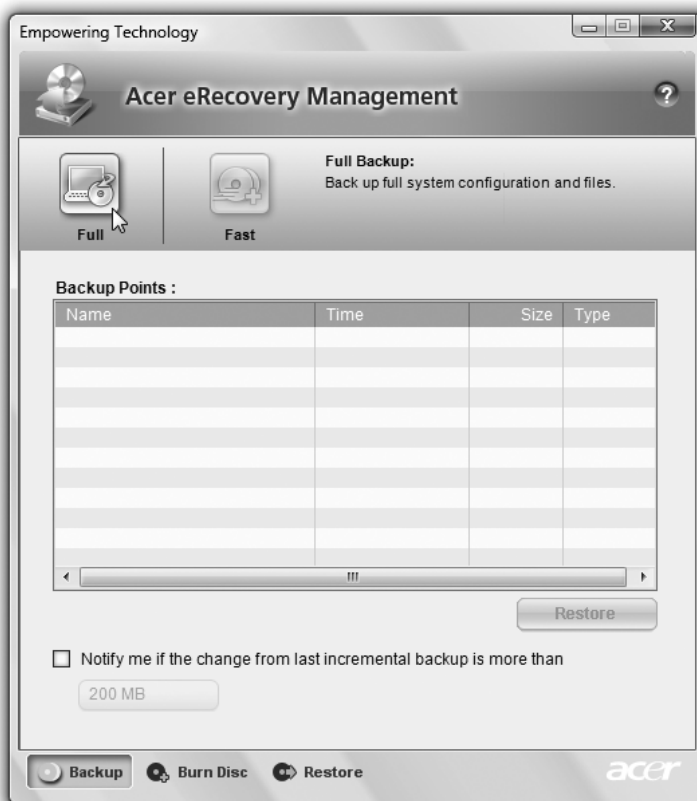 Empowering Technology
Acer eRecovery Management
?
Full
Fast
Full Backup:
Back up full system configuration and files.
Backup Points :
Name Time Size Type
Restore
Notify me if the change from last incremental backup is more than
200 MB
Backup Burn Disc Restore
acer